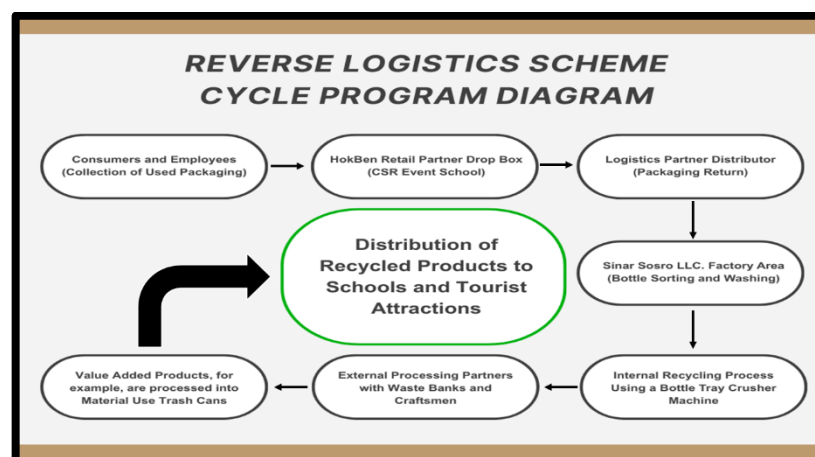 REVERSE LOGISTICS SCHEME
CYCLE PROGRAM DIAGRAM
Consumers and Employees
(Collection of Used Packaging)
HokBen Retail Partner Drop Box
(CSR Event School)
Logistics Partner Distributor
(Packaging Return)
Distribution of
Recycled Products to
Schools and Tourist
Attractions
Sinar Sosro LLC. Factory Area
(Bottle Sorting and Washing)
Value Added Products, for
example, are processed into
Material Use Trash Cans
External Processing Partners
with Waste Banks and
Craftsmen
Internal Recycling Process
Using a Bottle Tray Crusher
Machine